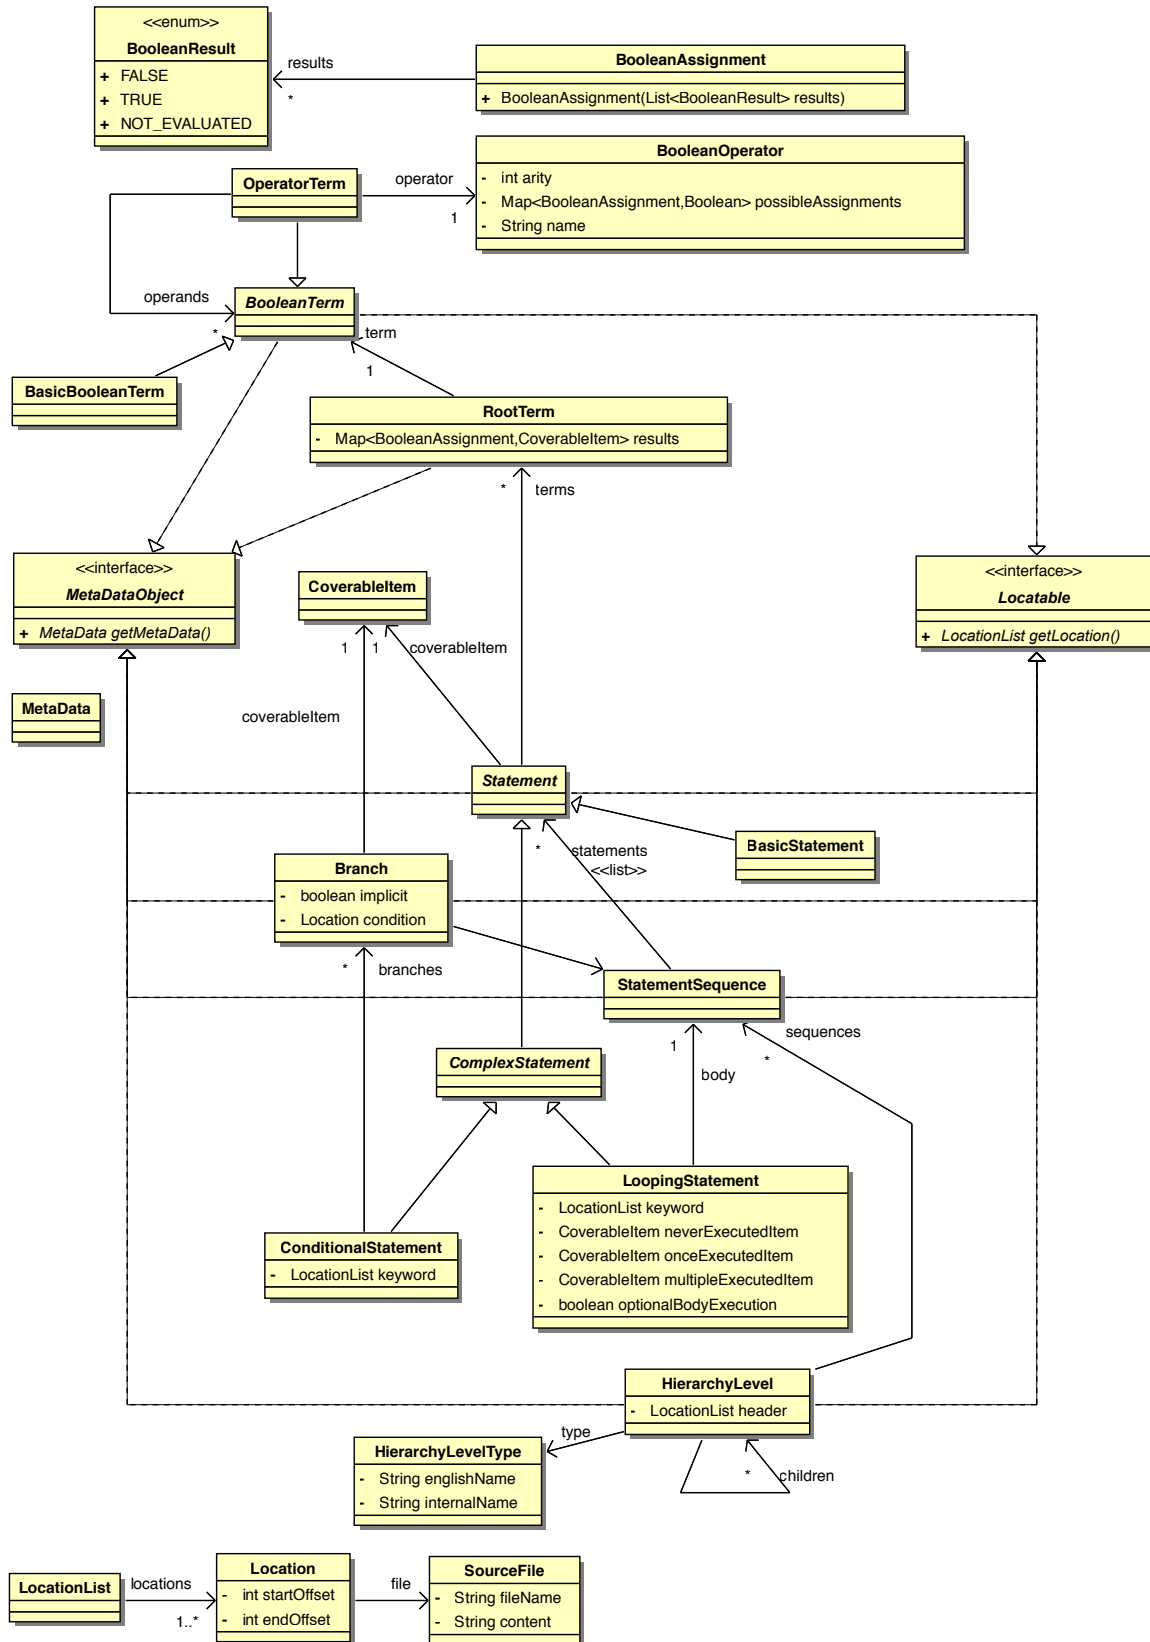 <<enum>>
BooleanResult
+ FALSE
+ TRUE
+ NOT_EVALUATED
results
*
BooleanAssignment
+ BooleanAssignment(List<BooleanResult> results)
OperatorTerm
operator
1
BooleanOperator
- int arity
- Map<BooleanAssignment,Boolean> possibleAssignments
- String name
operands
*
BooleanTerm
term
1
BasicBooleanTerm
RootTerm
- Map<BooleanAssignment,CoverableItem> results
* terms
<<interface>>
MetaDataObject
+ MetaData getMetaData()
CoverableItem
1 1 coverableItem
<<interface>>
Locatable
+ LocationList getLocation()
MetaData
coverableItem
Statement
* statements
<<list>>
BasicStatement
Branch
- boolean implicit
- Location condition
* branches
StatementSequence
1
body
sequences
*
ComplexStatement
LoopingStatement
- LocationList keyword
- CoverableItem neverExecutedItem
- CoverableItem onceExecutedItem
- CoverableItem multipleExecutedItem
- boolean optionalBodyExecution
ConditionalStatement
- LocationList keyword
HierarchyLevel
- LocationList header
type
* children
HierarchyLevelType
- String englishName
- String internalName
LocationList
locations
1..*
Location
- int startOffset
- int endOffset
file
SourceFile
- String fileName
- String content